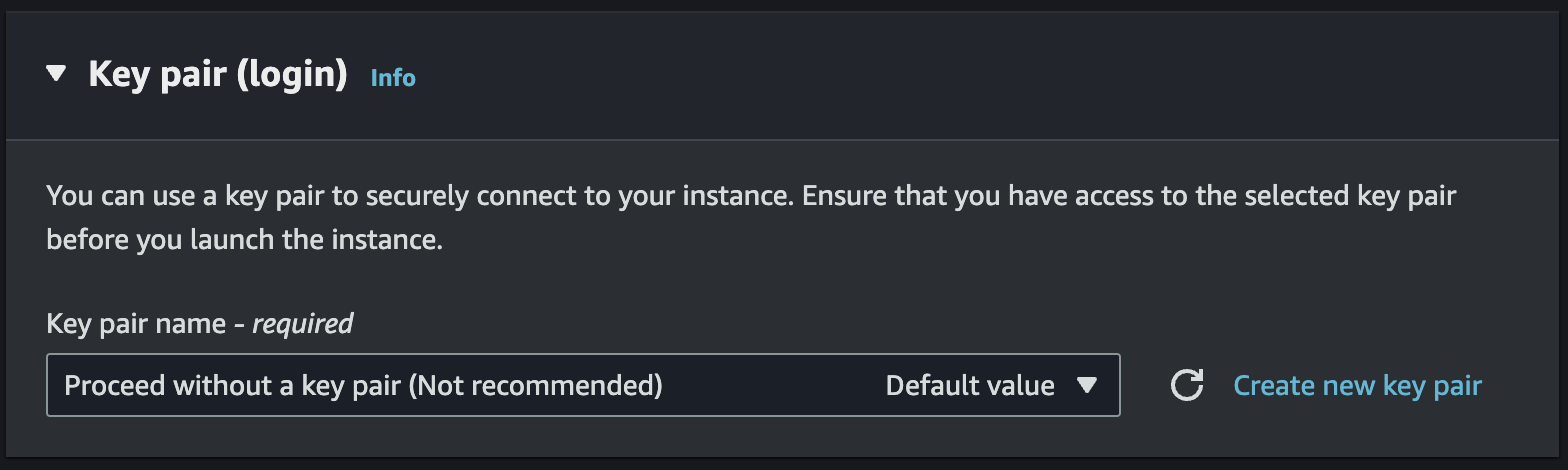 Key pair (login) Info
You can use a key pair to securely connect to your instance. Ensure that you have access to the selected key pair
before you launch the instance.
Key pair name - required
Proceed without a key pair (Not recommended) Default value Create new key pair